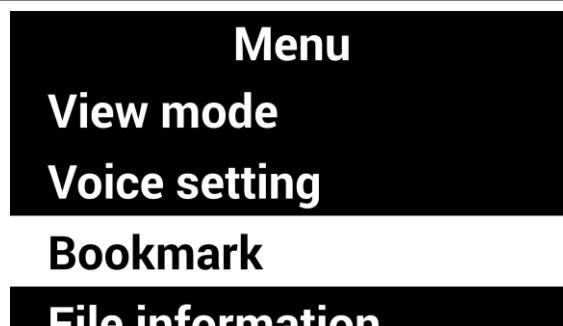 Menu
View mode
Voice setting
Bookmark
File information